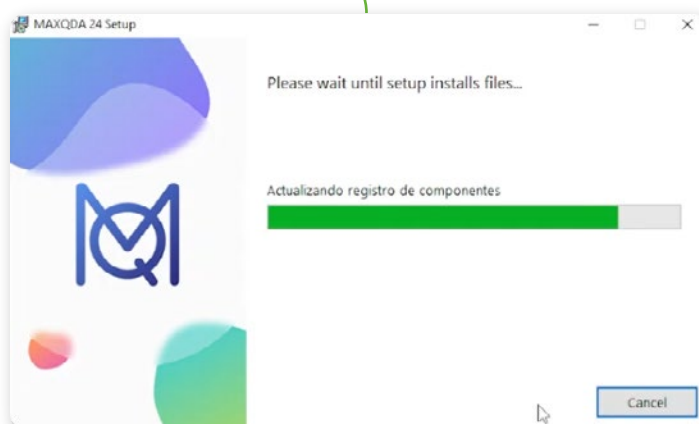 MAXQDA 24 Setup
Please wait until setup installs files...
Actualizando registro de componentes
Cancel